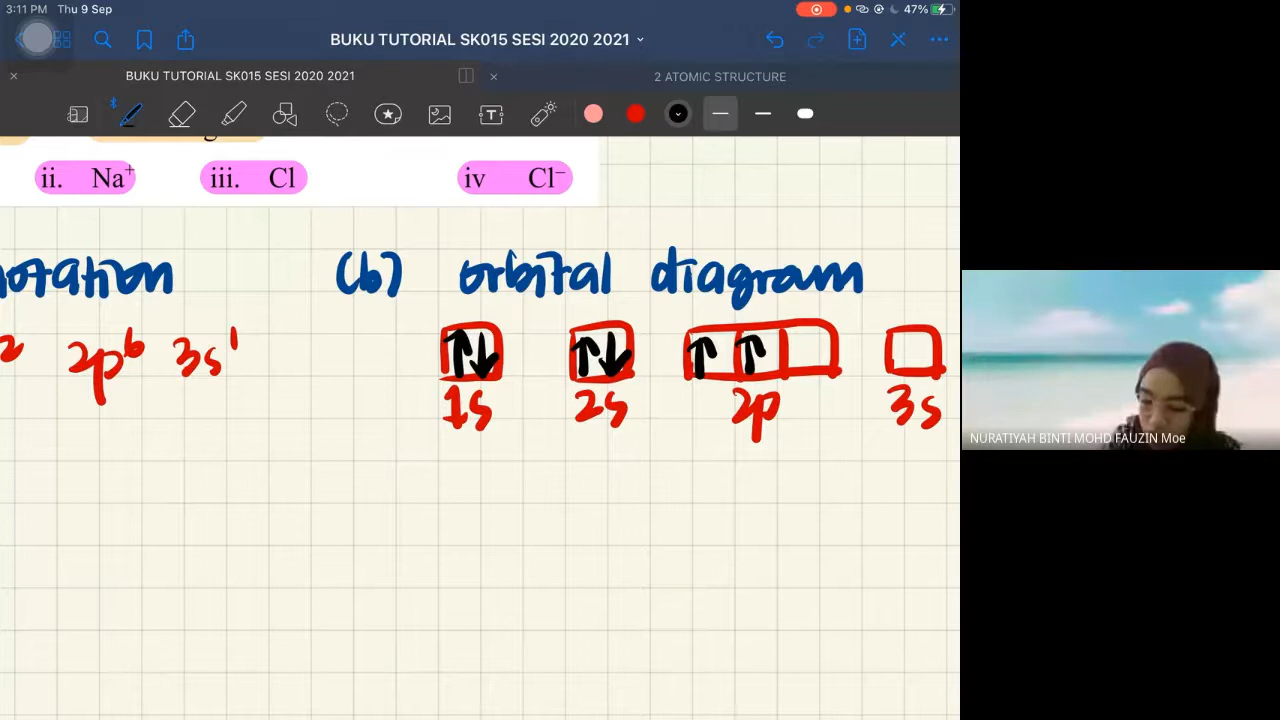 3:11 PM Thu 9 Sep
47%
BUKU TUTORIAL SK015 SESI 2020 2021
BUKU TUTORIAL SK015 SESI 2020 2021
2 ATOMIC STRUCTURE
T
ii. Na⁺ iii. Cl iv Cl⁻
notation (b) orbital diagram
2 2p⁶ 3s¹
↑↓ ↑↓ ↑ ↑
1s 2s 2p 3s
NURATIYAH BINTI MOHD FAUZIN Moe